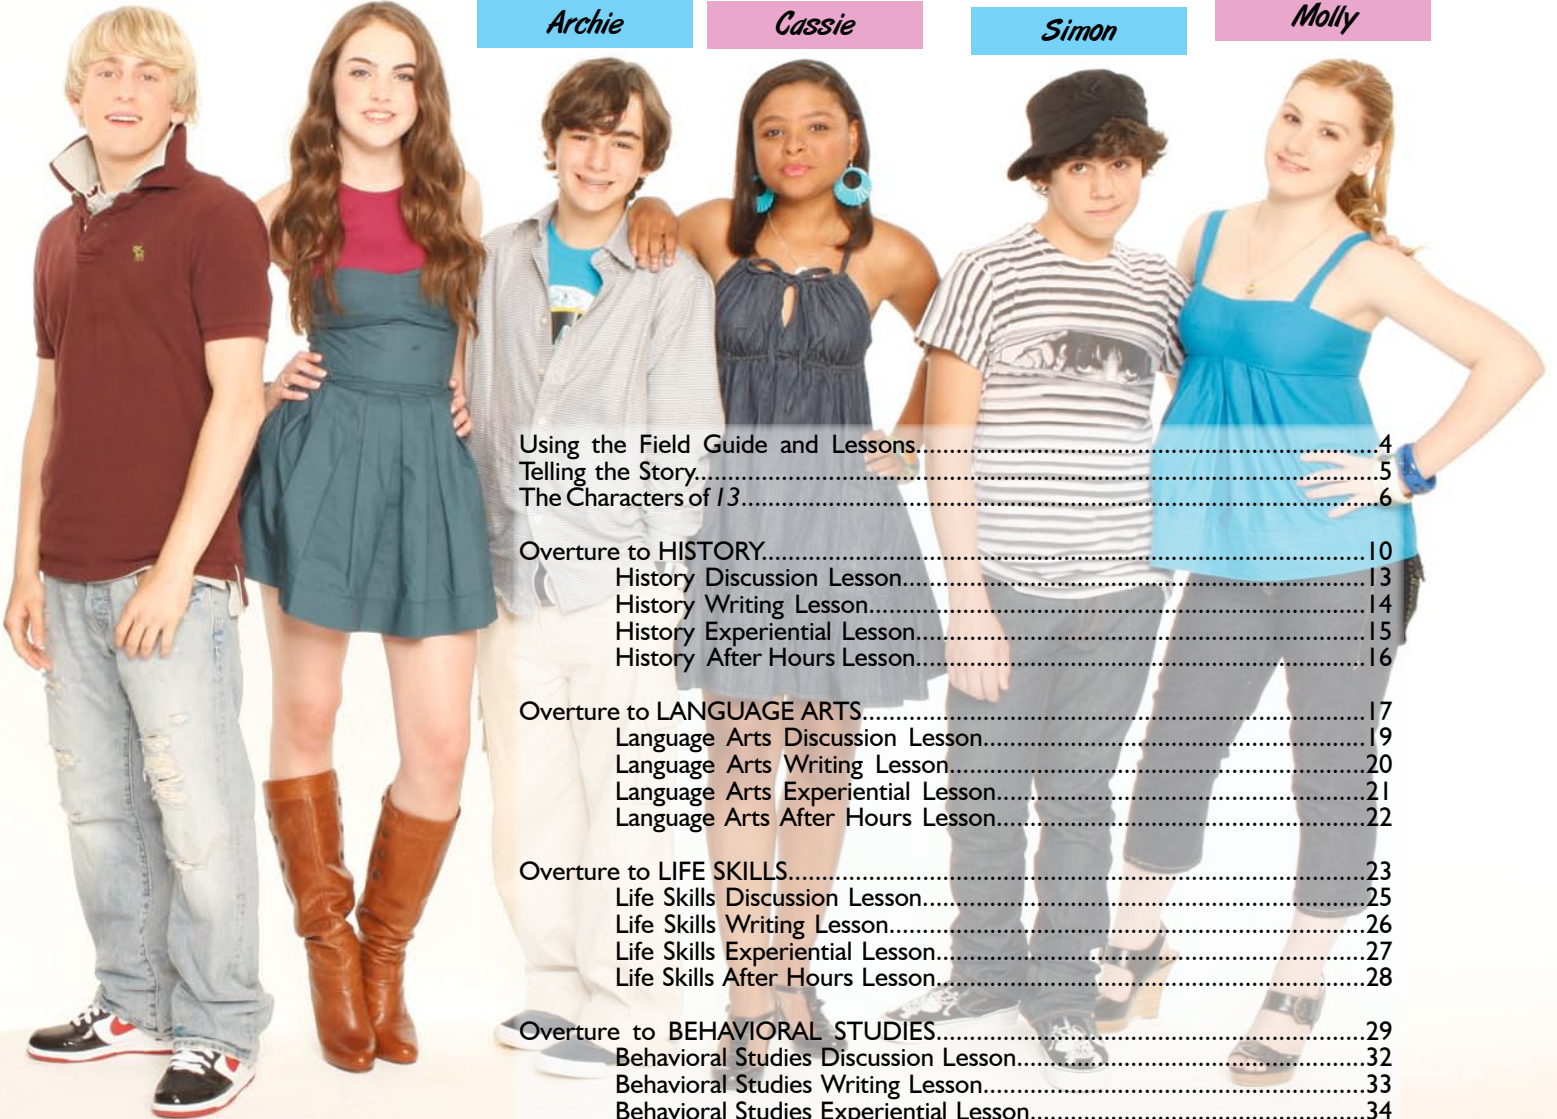 Archie
Cassie
Simon
Molly
Using the Field Guide and Lessons..........4
Telling the Story..........5
The Characters of 13..........6
Overture to HISTORY..........10
History Discussion Lesson..........13
History Writing Lesson..........14
History Experiential Lesson..........15
History After Hours Lesson..........16
Overture to LANGUAGE ARTS..........17
Language Arts Discussion Lesson..........19
Language Arts Writing Lesson..........20
Language Arts Experiential Lesson..........21
Language Arts After Hours Lesson..........22
Overture to LIFE SKILLS..........23
Life Skills Discussion Lesson..........25
Life Skills Writing Lesson..........26
Life Skills Experiential Lesson..........27
Life Skills After Hours Lesson..........28
Overture to BEHAVIORAL STUDIES..........29
Behavioral Studies Discussion Lesson..........32
Behavioral Studies Writing Lesson..........33
Behavioral Studies Experiential Lesson..........34